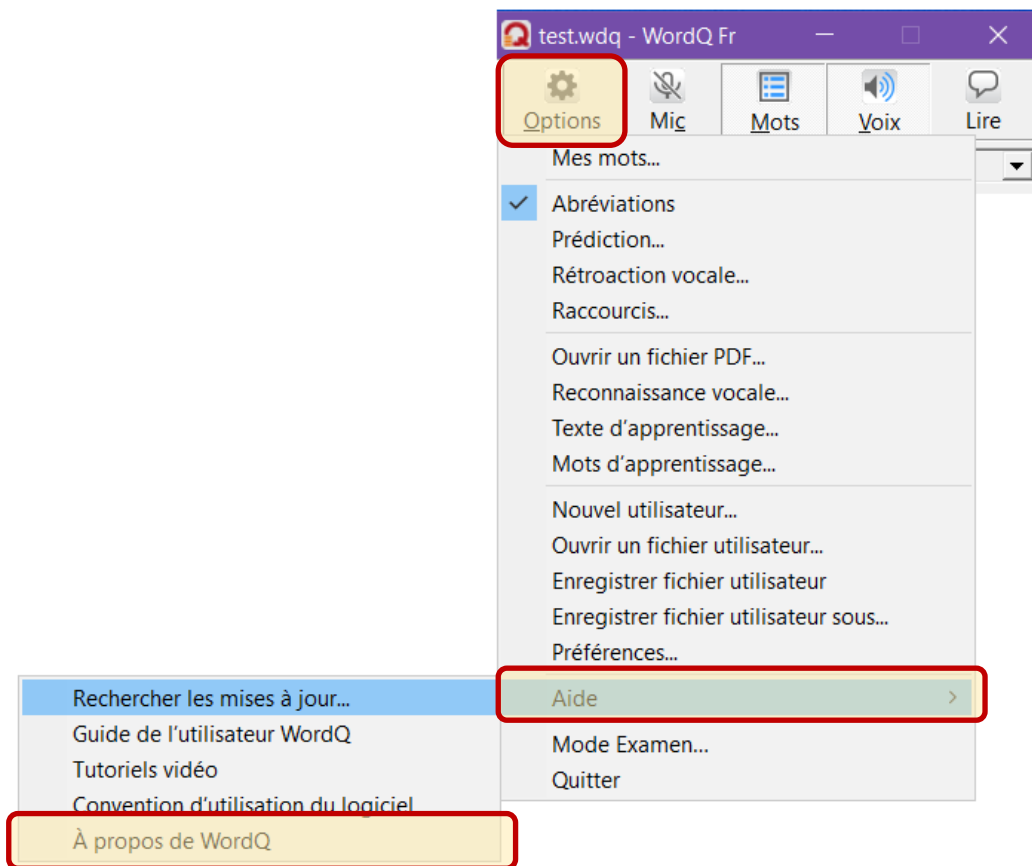 test.wdq - WordQ Fr
Options Mic Mots Voix Lire
Mes mots...
Abréviations
Prédiction...
Rétroaction vocale...
Raccourcis...
Ouvrir un fichier PDF...
Reconnaissance vocale...
Texte d'apprentissage...
Mots d'apprentissage...
Nouvel utilisateur...
Ouvrir un fichier utilisateur...
Enregistrer fichier utilisateur
Enregistrer fichier utilisateur sous...
Préférences...
Aide
Mode Examen...
Quitter
Rechercher les mises à jour...
Guide de l'utilisateur WordQ
Tutoriels vidéo
Convention d'utilisation du logiciel
À propos de WordQ